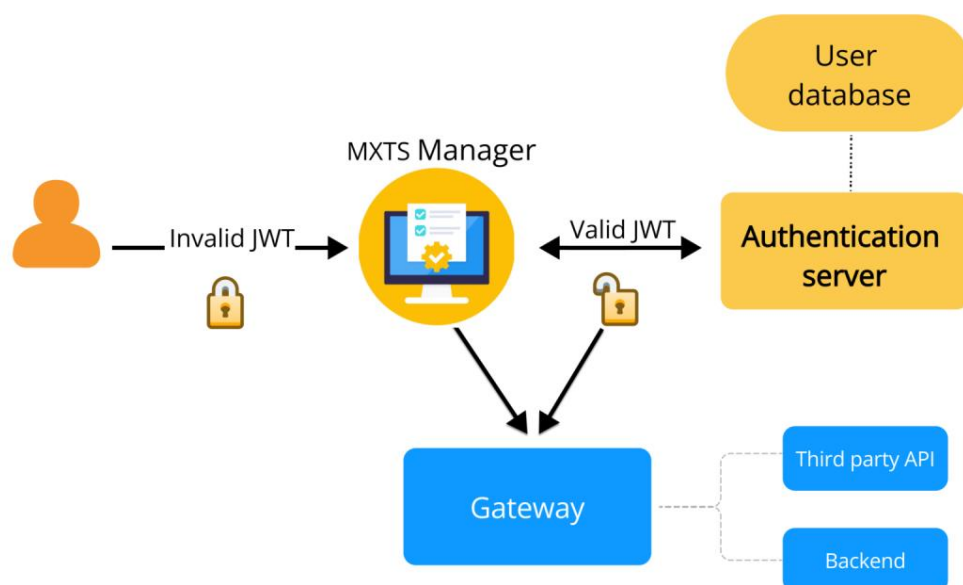 User
database
MXTS Manager
Invalid JWT
Valid JWT
Authentication
server
Gateway
Third party API
Backend